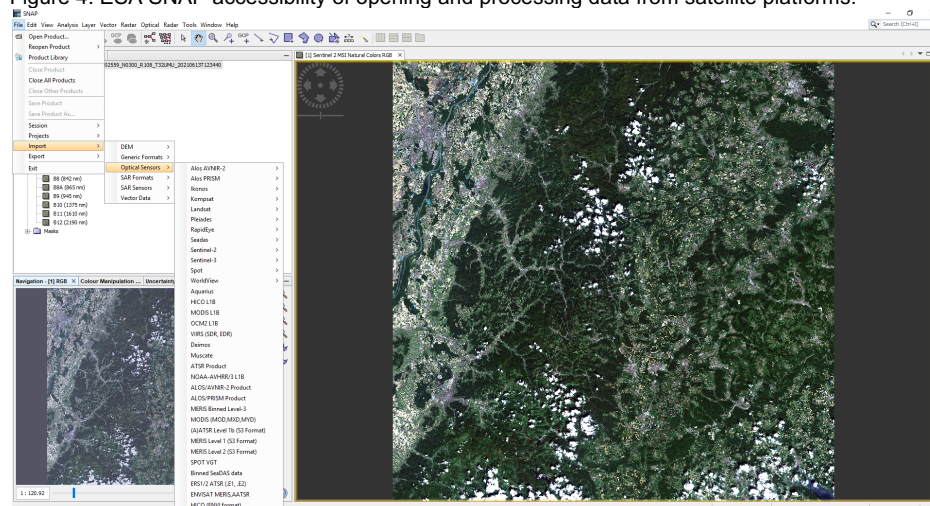 Figure 4. ESA SNAP accessibility of opening and processing data from satellite platforms.
SNAP
File Edit View Analysis Layer Vector Raster Optical Radar Tools Window Help
Search (Ctrl+I)
Open Product...
Reopen Product
Product Library
Close Product
Close All Products
Close Other Products
Save Product
Save Product As...
Session
Projects
Import
Export
Exit
02559_N0300_R108_T32UMU_20210613T123440
B8 (842 nm)
B8A (865 nm)
B9 (945 nm)
B10 (1375 nm)
B11 (1610 nm)
B12 (2190 nm)
Masks
DEM
Generic Formats
Optical Sensors
SAR Formats
SAR Sensors
Vector Data
Alos AVNIR-2
Alos PRISM
Ikonos
Kompsat
Landsat
Pleiades
RapidEye
Seadas
Sentinel-2
Sentinel-3
Spot
WorldView
Aquarius
HICO L1B
MODIS L1B
OCM2 L1B
VIIRS (SDR, EDR)
Deimos
Muscate
ATSR Product
NOAA-AVHRR/3 L1B
ALOS/AVNIR-2 Product
ALOS/PRISM Product
MERIS Binned Level-3
MODIS (MOD,MXD,MYD)
(A)ATSR Level 1b (S3 Format)
MERIS Level 1 (S3 Format)
MERIS Level 2 (S3 Format)
SPOT VGT
Binned SeaDAS data
ERS1/2 ATSR (.E1, .E2)
ENVISAT MERIS,AATSR
HICO (ENVI format)
Navigation - [1] RGB Colour Manipulation ... Uncertainty
1 : 120.92
[1] Sentinel 2 MSI Natural Colors RGB